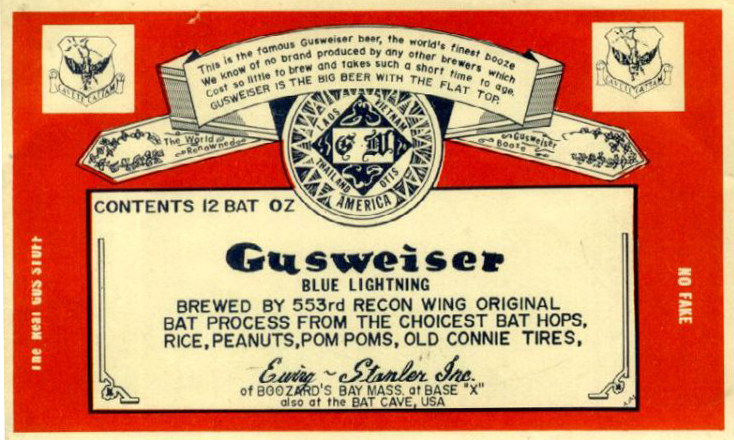 This is the famous Gusweiser beer, the world's finest booze
We know of no brand produced by any other brewers which
Cost so little to brew and takes such a short time to age.
GUSWEISER IS THE BIG BEER WITH THE FLAT TOP.
The World
Renowned
Gusweiser
Booze
LAOS VIETNAM
THAILAND OTIS
AMERICA
CONTENTS 12 BAT OZ
Gusweiser
BLUE LIGHTNING
BREWED BY 553rd RECON WING ORIGINAL
BAT PROCESS FROM THE CHOICEST BAT HOPS,
RICE, PEANUTS, POM POMS, OLD CONNIE TIRES,
Ewing ~ Stanler Inc.
of BOOZARD'S BAY MASS. at BASE "X"
also at the BAT CAVE, USA
The Real GUS STUFF
NO FAKE